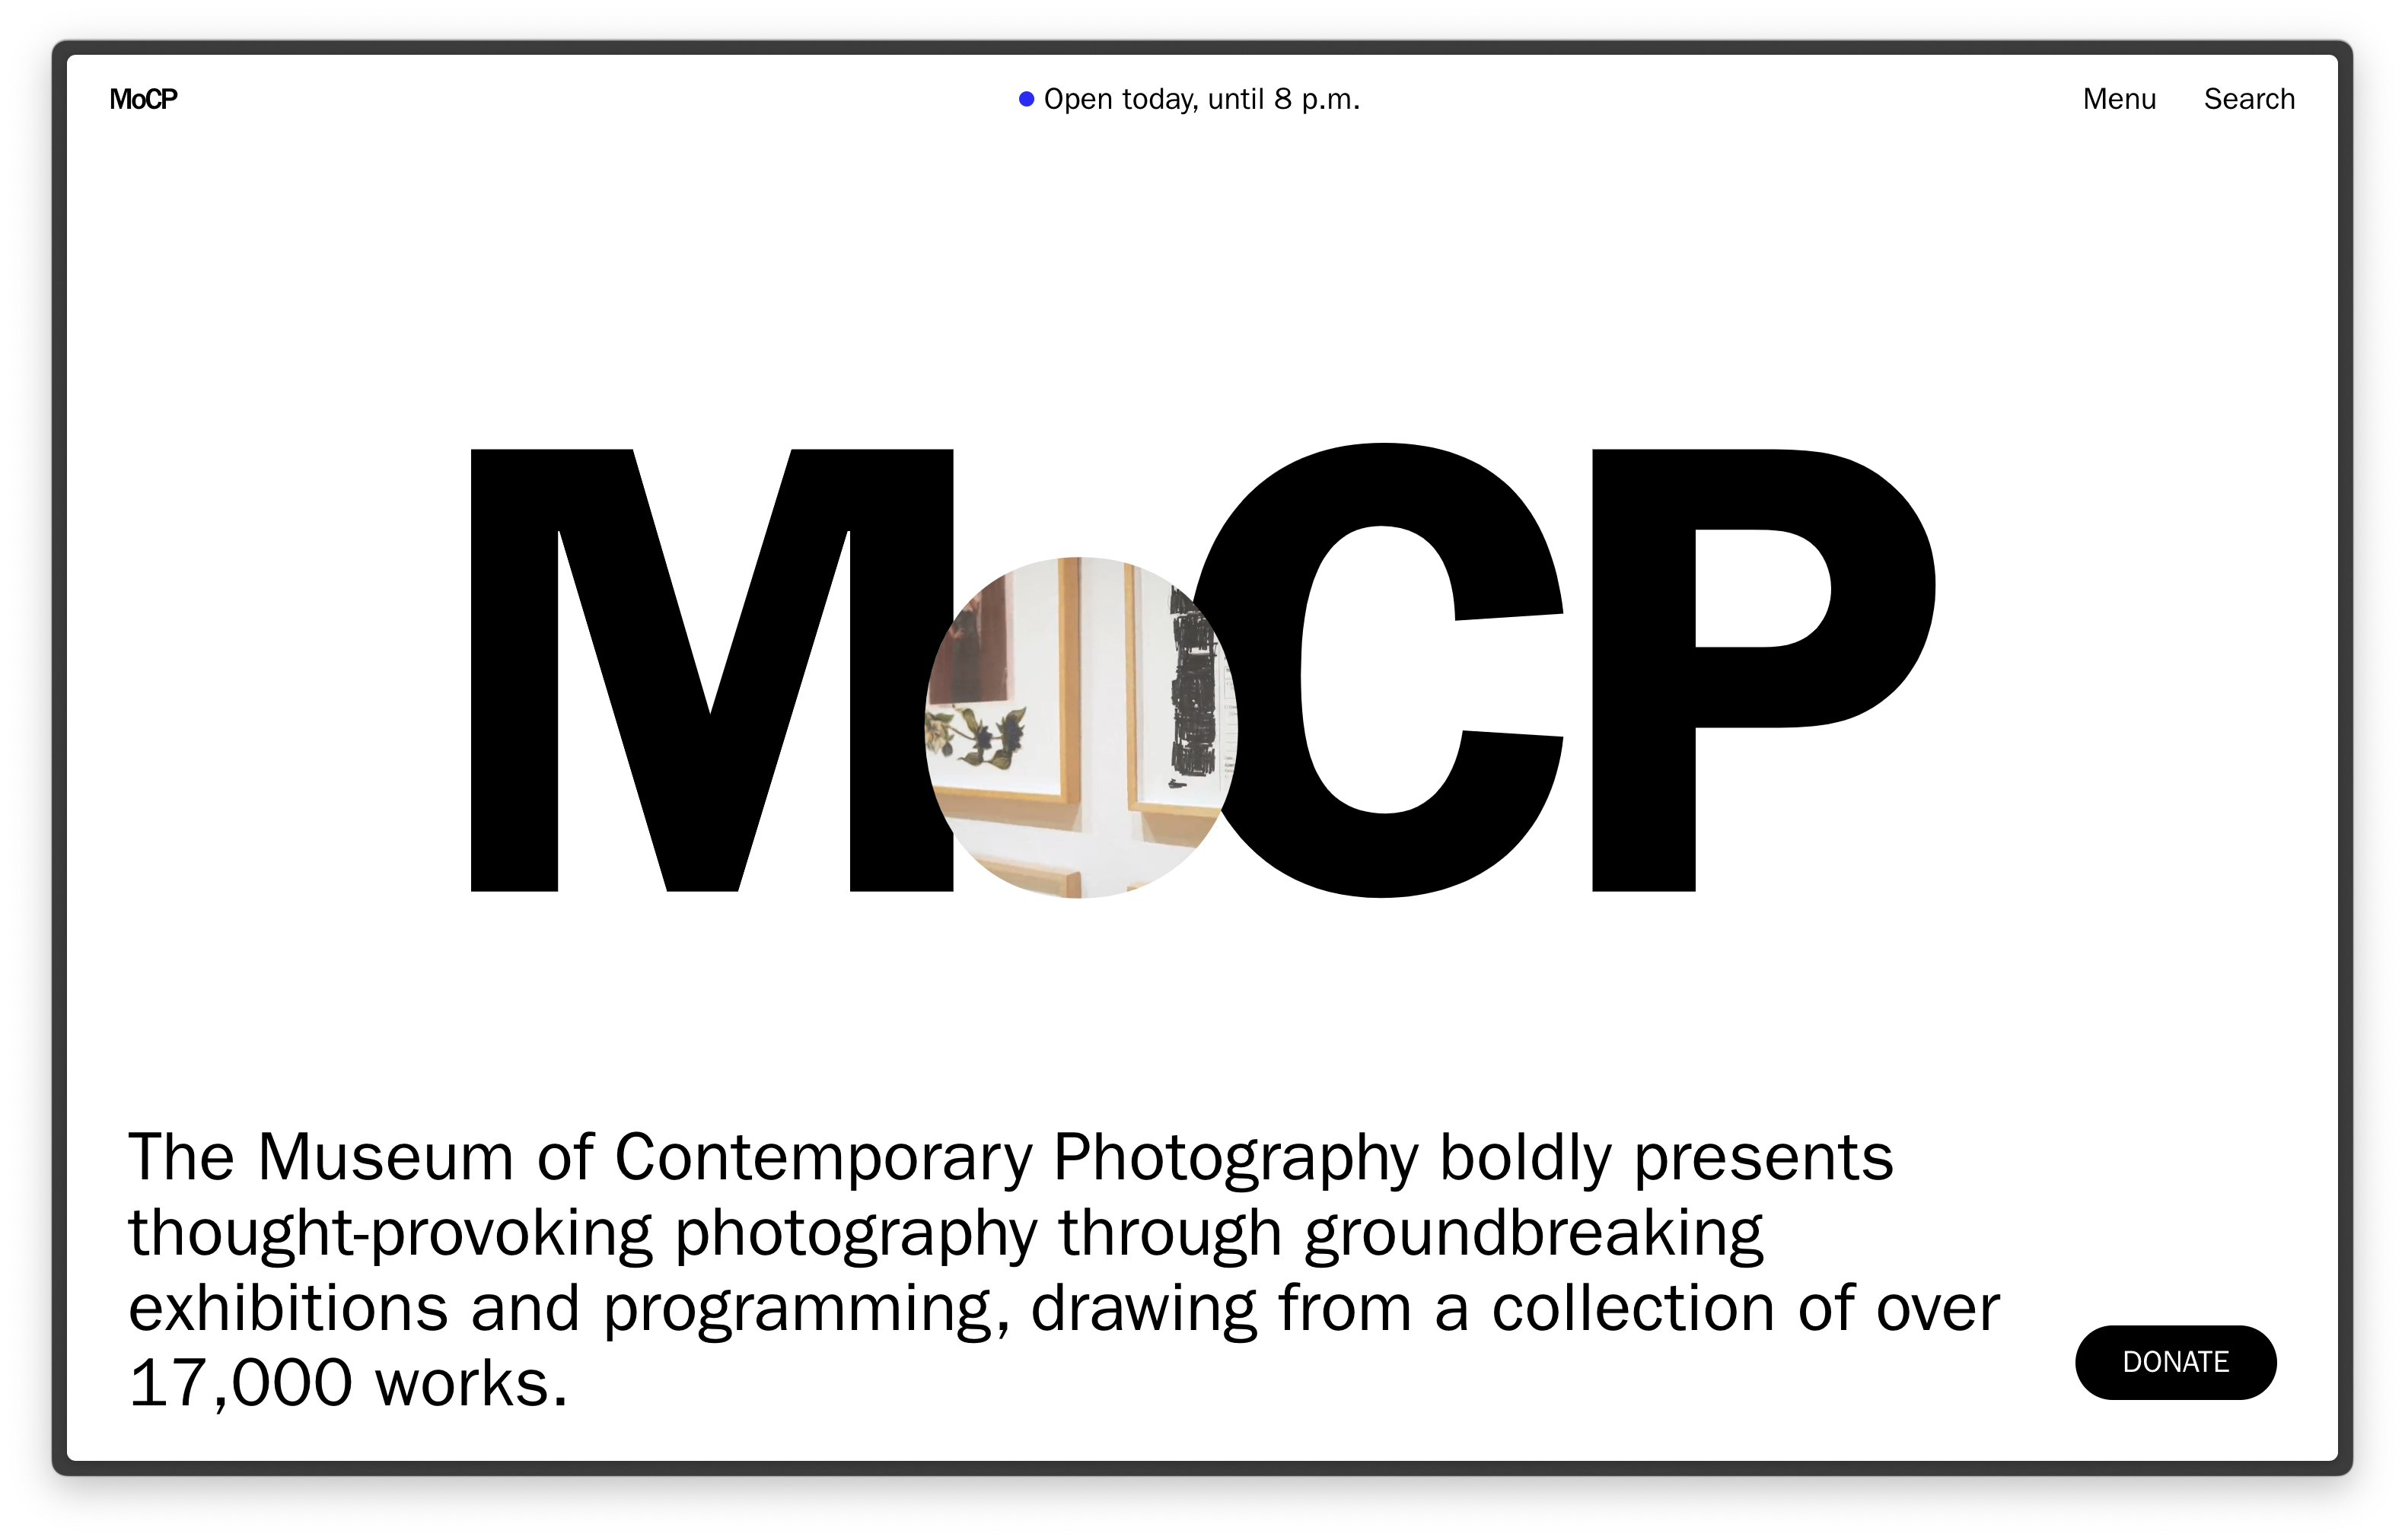 MoCP
Open today, until 8 p.m.
Menu
Search
MoCP
The Museum of Contemporary Photography boldly presents
thought-provoking photography through groundbreaking
exhibitions and programming, drawing from a collection of over
17,000 works.
DONATE